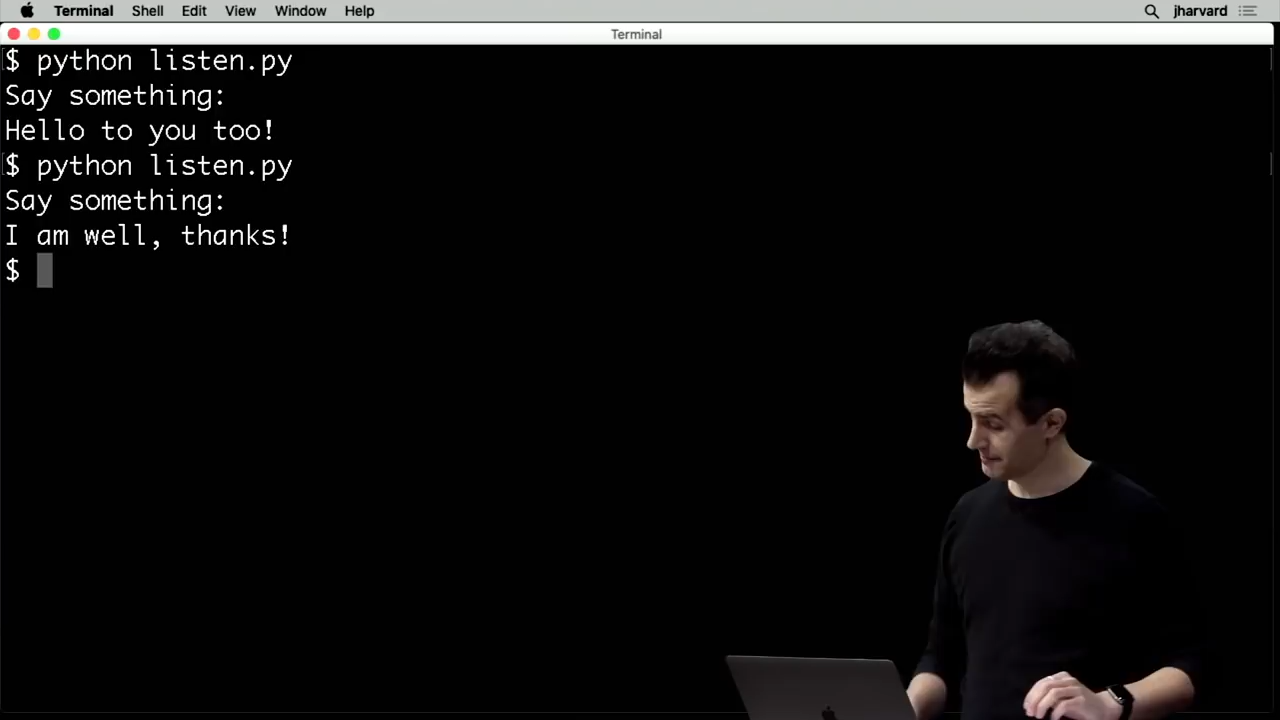 Terminal Shell Edit View Window Help jharvard
Terminal
$ python listen.py
Say something:
Hello to you too!
$ python listen.py
Say something:
I am well, thanks!
$